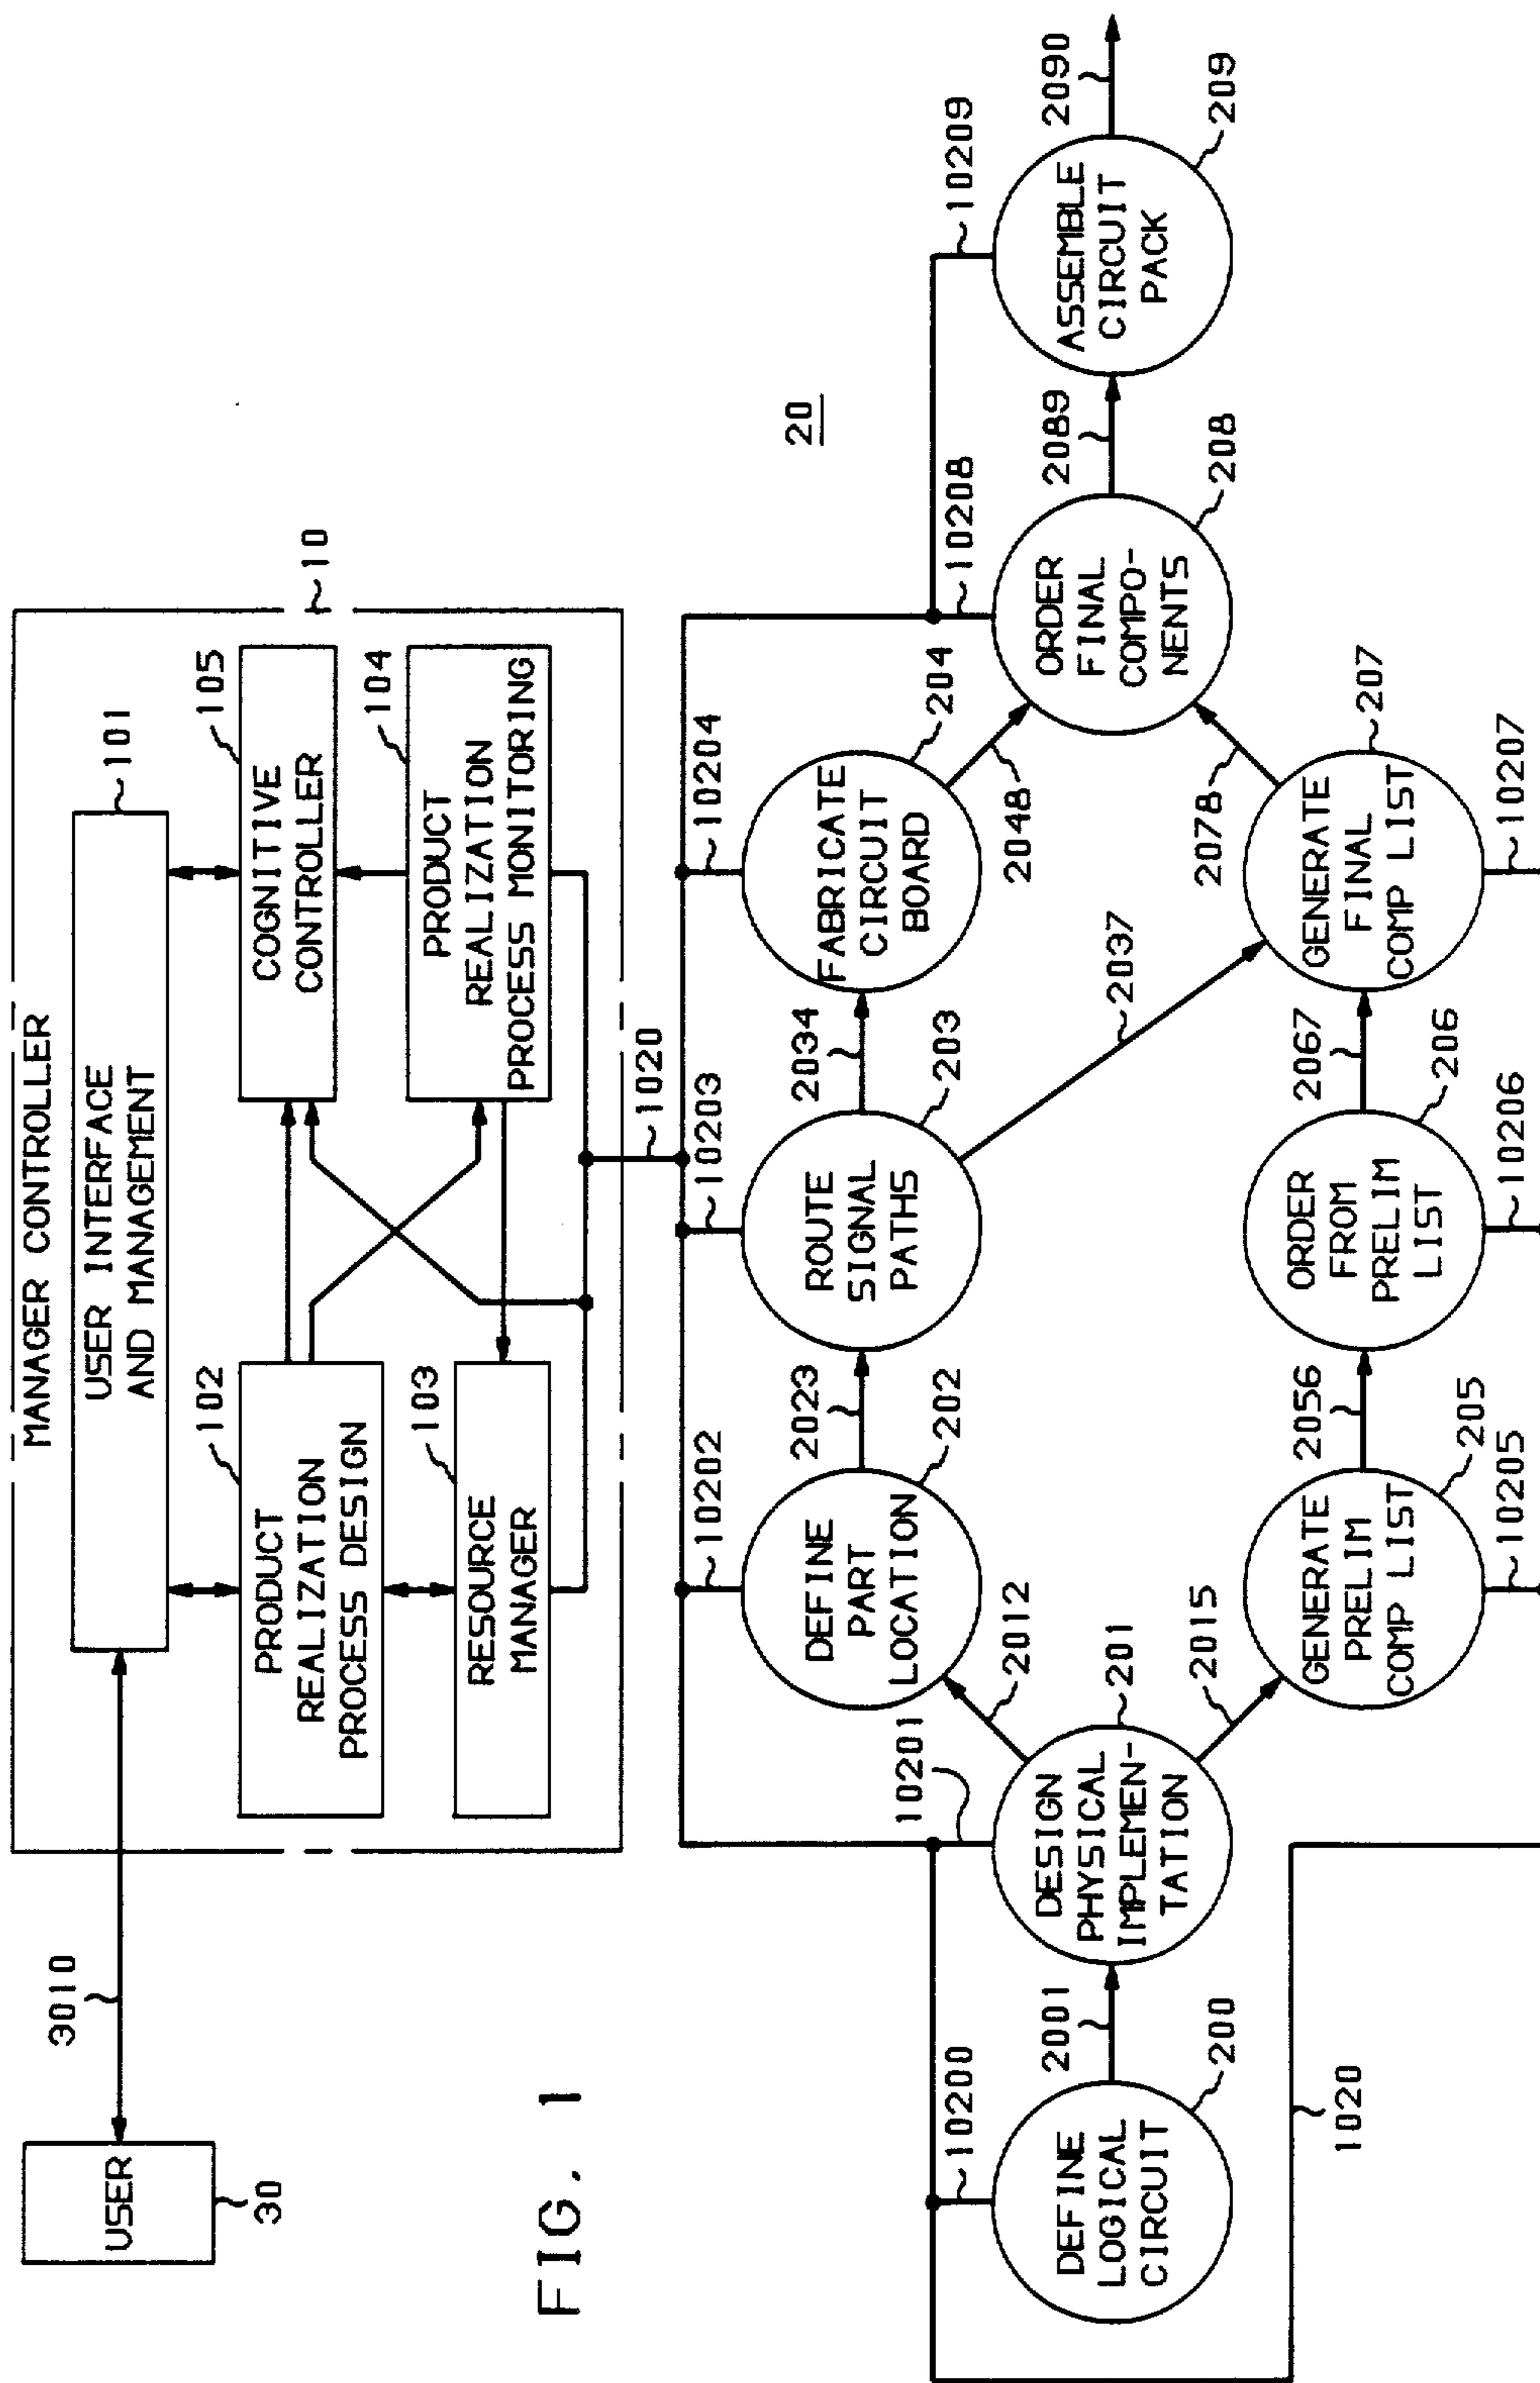 FIG. 1
USER
30
3010
MANAGER CONTROLLER
10
USER INTERFACE
AND MANAGEMENT
101
PRODUCT
REALIZATION
PROCESS DESIGN
102
COGNITIVE
CONTROLLER
105
RESOURCE
MANAGER
103
PRODUCT
REALIZATION
PROCESS MONITORING
104
1020
20
10202
10203
10204
DEFINE
PART
LOCATION
202
2023
ROUTE
SIGNAL
PATHS
203
2034
FABRICATE
CIRCUIT
BOARD
204
10200
10201
10208
10209
2012
2037
2048
DEFINE
LOGICAL
CIRCUIT
200
2001
DESIGN
PHYSICAL
IMPLEMEN-
TATION
201
ORDER
FINAL
COMPO-
NENTS
208
2089
ASSEMBLE
CIRCUIT
PACK
209
2090
2015
2078
GENERATE
PRELIM
COMP LIST
205
2056
ORDER
FROM
PRELIM
LIST
206
2067
GENERATE
FINAL
COMP LIST
207
1020
10205
10206
10207